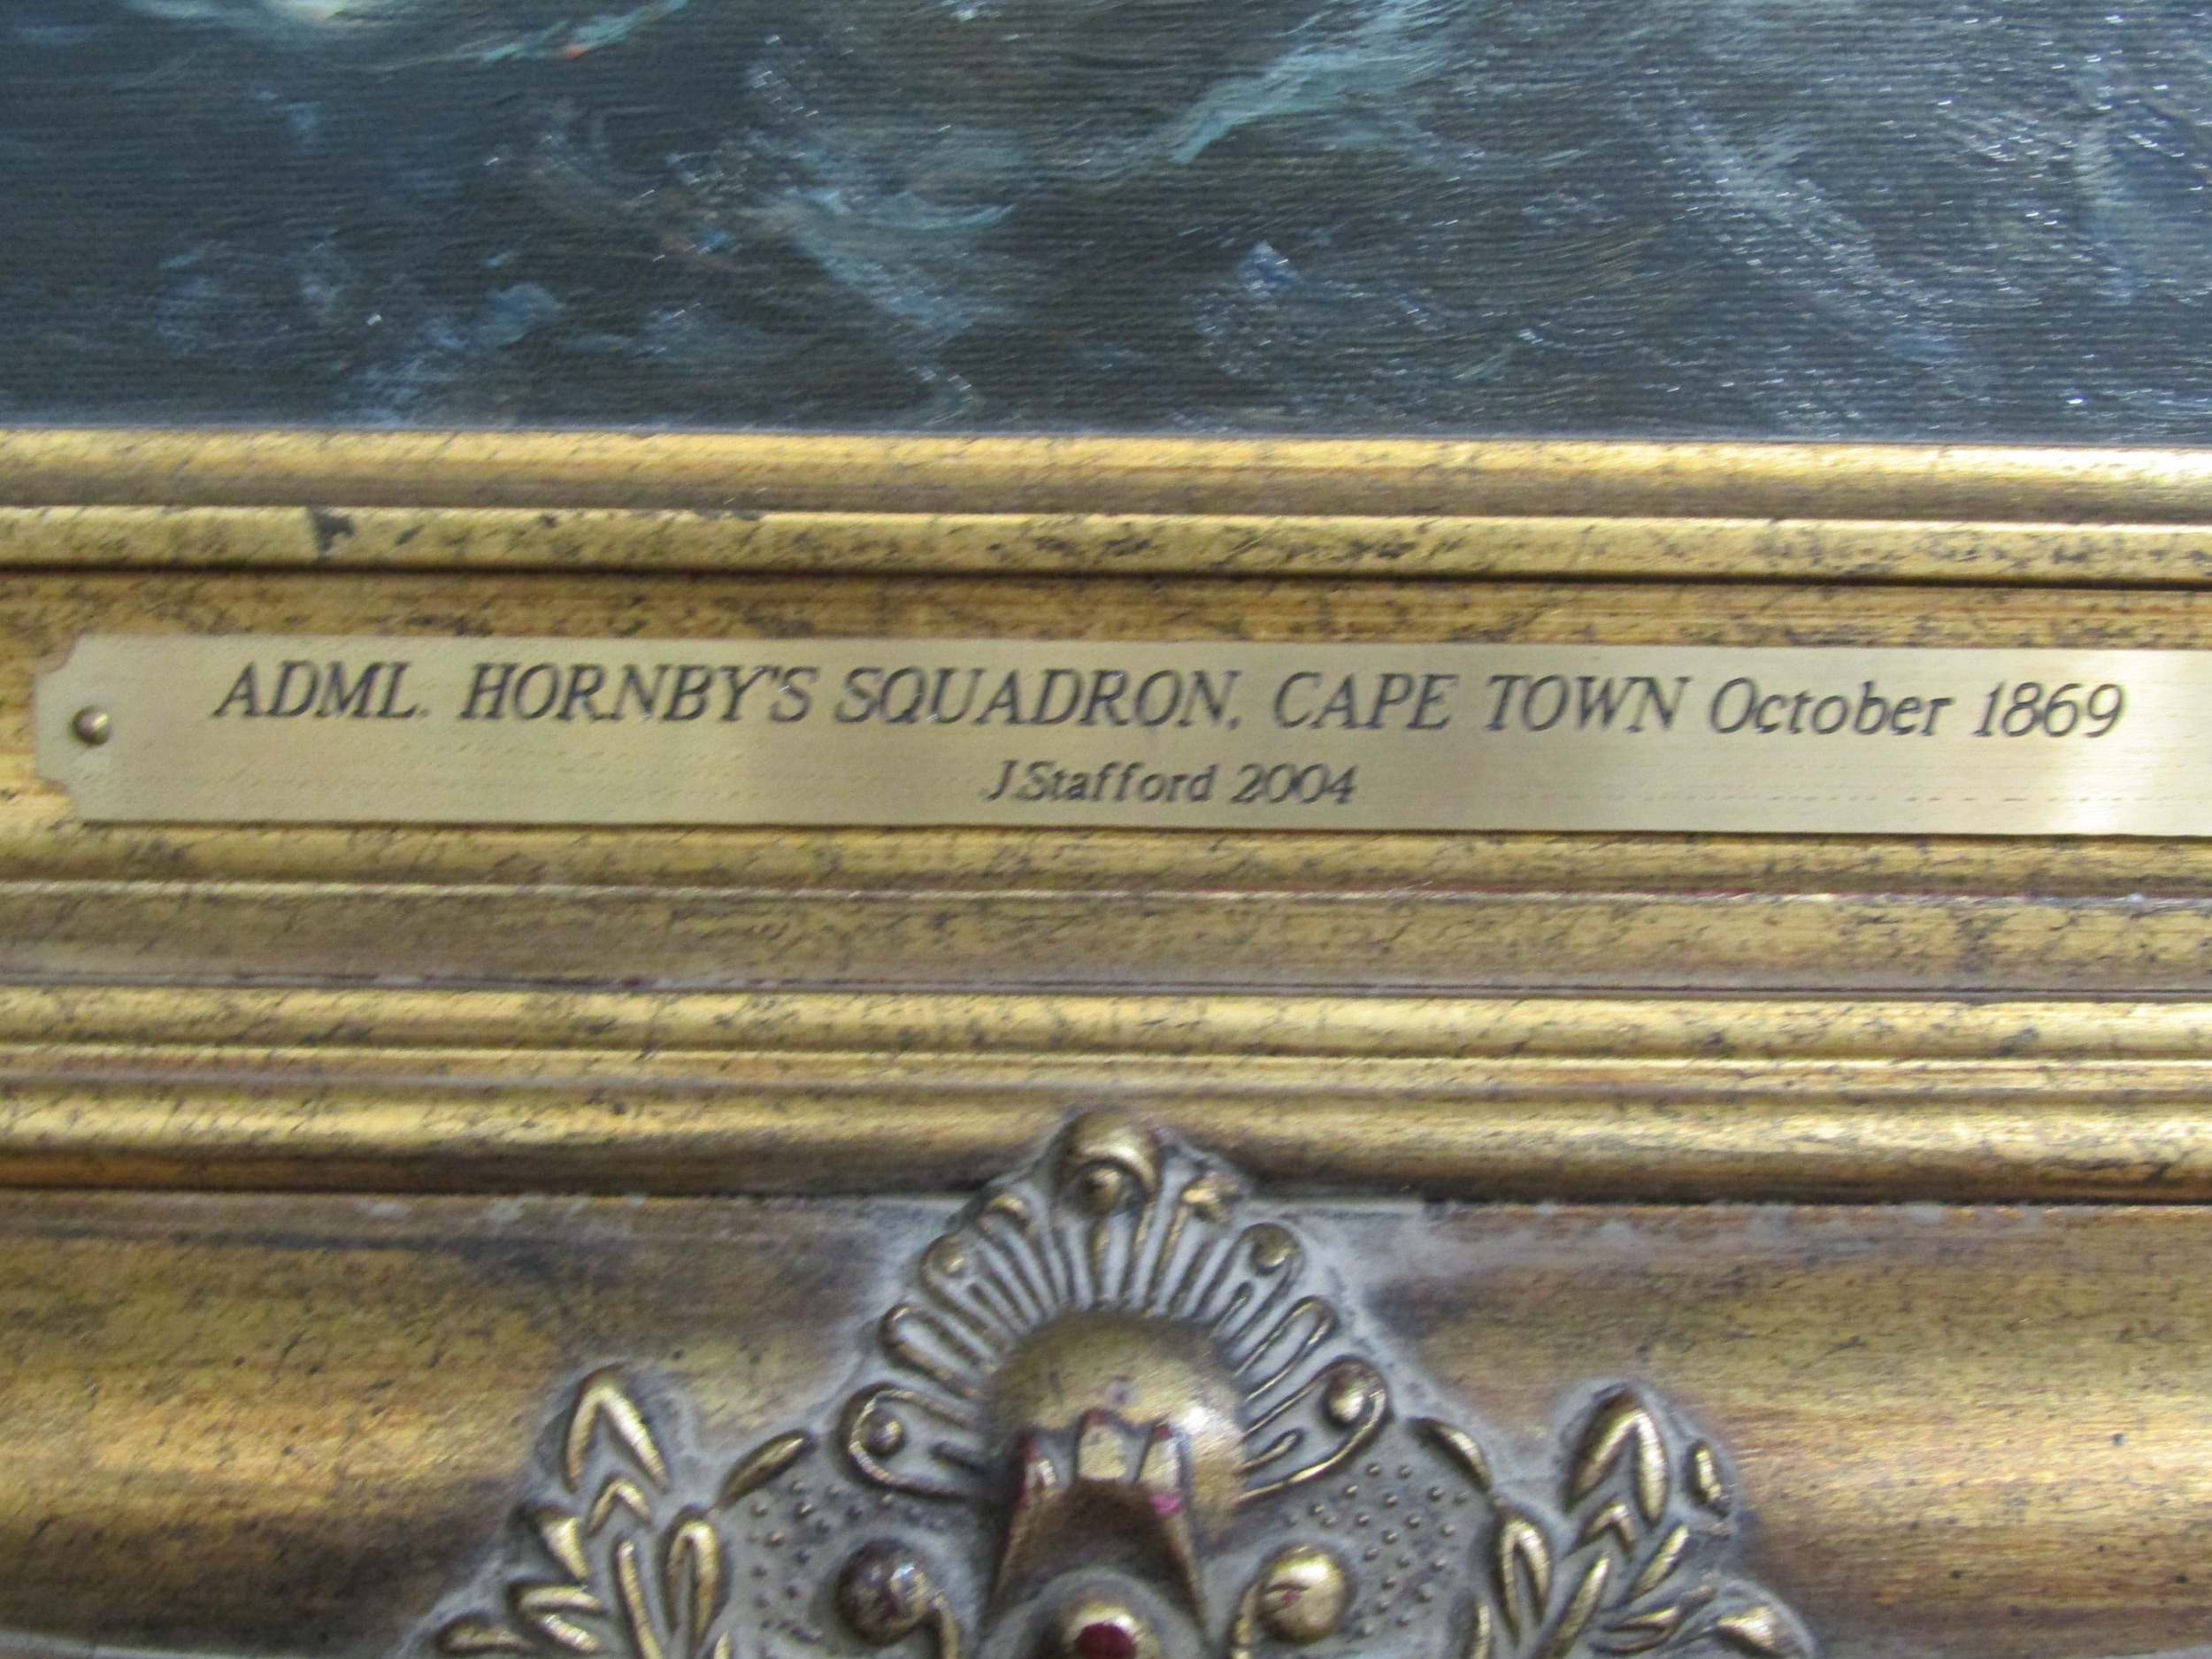 ADML. HORNBY'S SQUADRON. CAPE TOWN October 1869
J.Stafford 2004